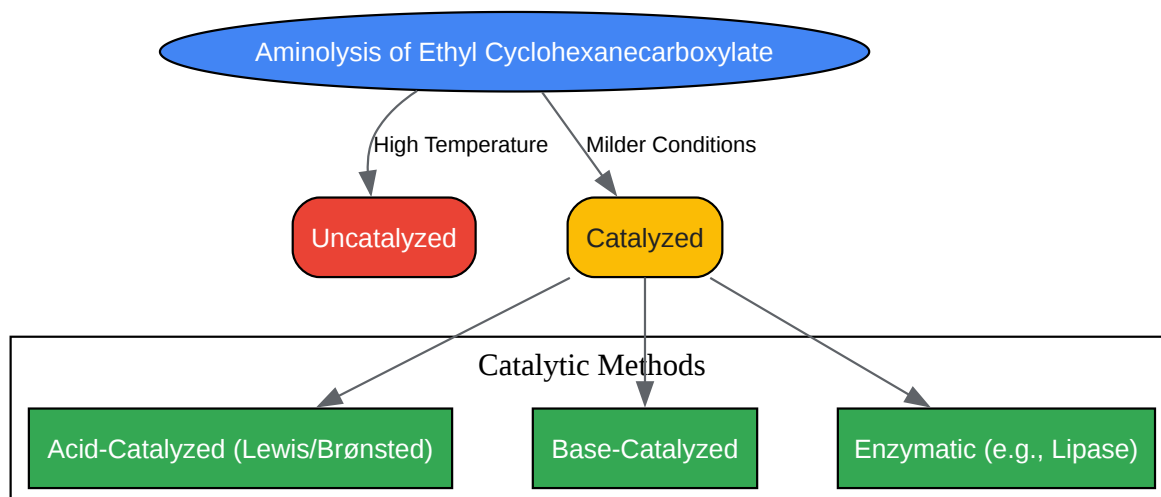 Aminolysis of Ethyl Cyclohexanecarboxylate
High Temperature
Milder Conditions
Uncatalyzed
Catalyzed
Catalytic Methods
Acid-Catalyzed (Lewis/Brønsted)
Base-Catalyzed
Enzymatic (e.g., Lipase)